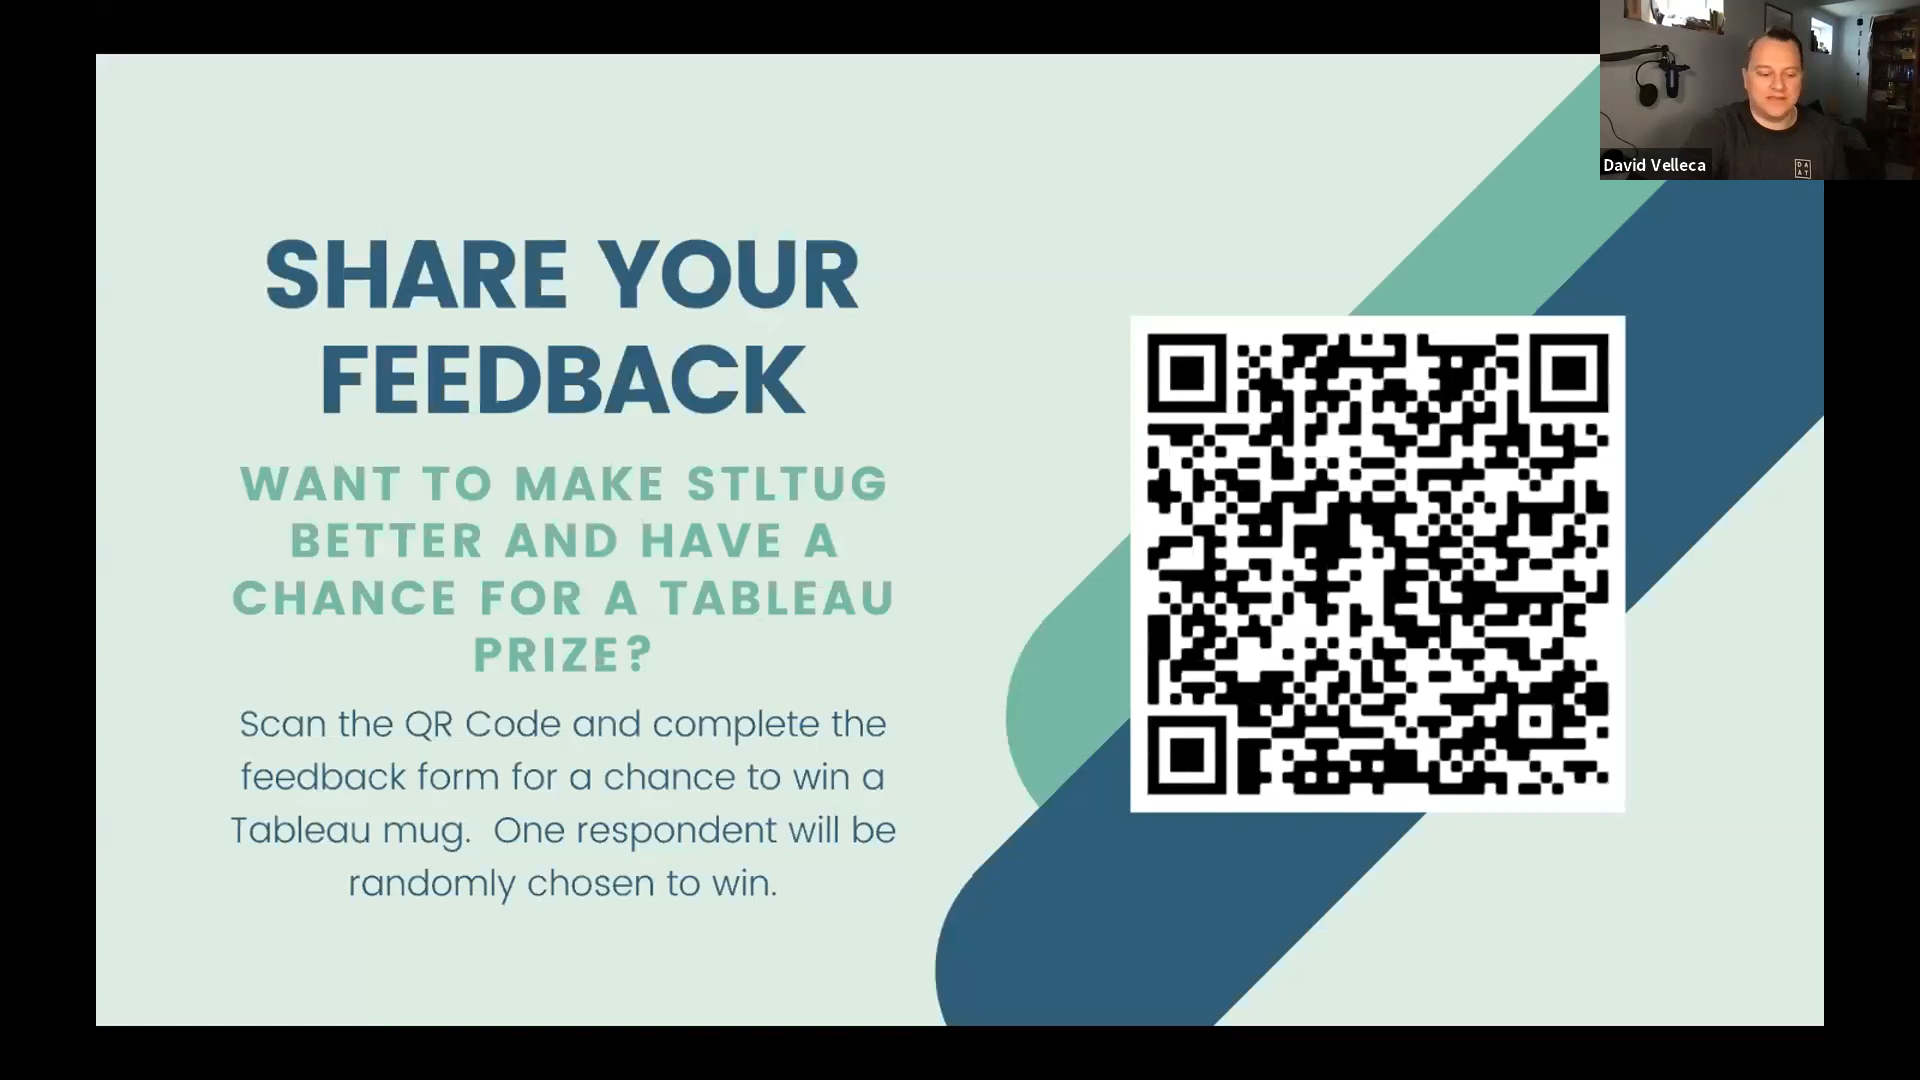 SHARE YOUR
FEEDBACK
WANT TO MAKE STLTUG
BETTER AND HAVE A
CHANCE FOR A TABLEAU
PRIZE?
Scan the QR Code and complete the
feedback form for a chance to win a
Tableau mug.  One respondent will be
randomly chosen to win.
David Velleca
DA
AT